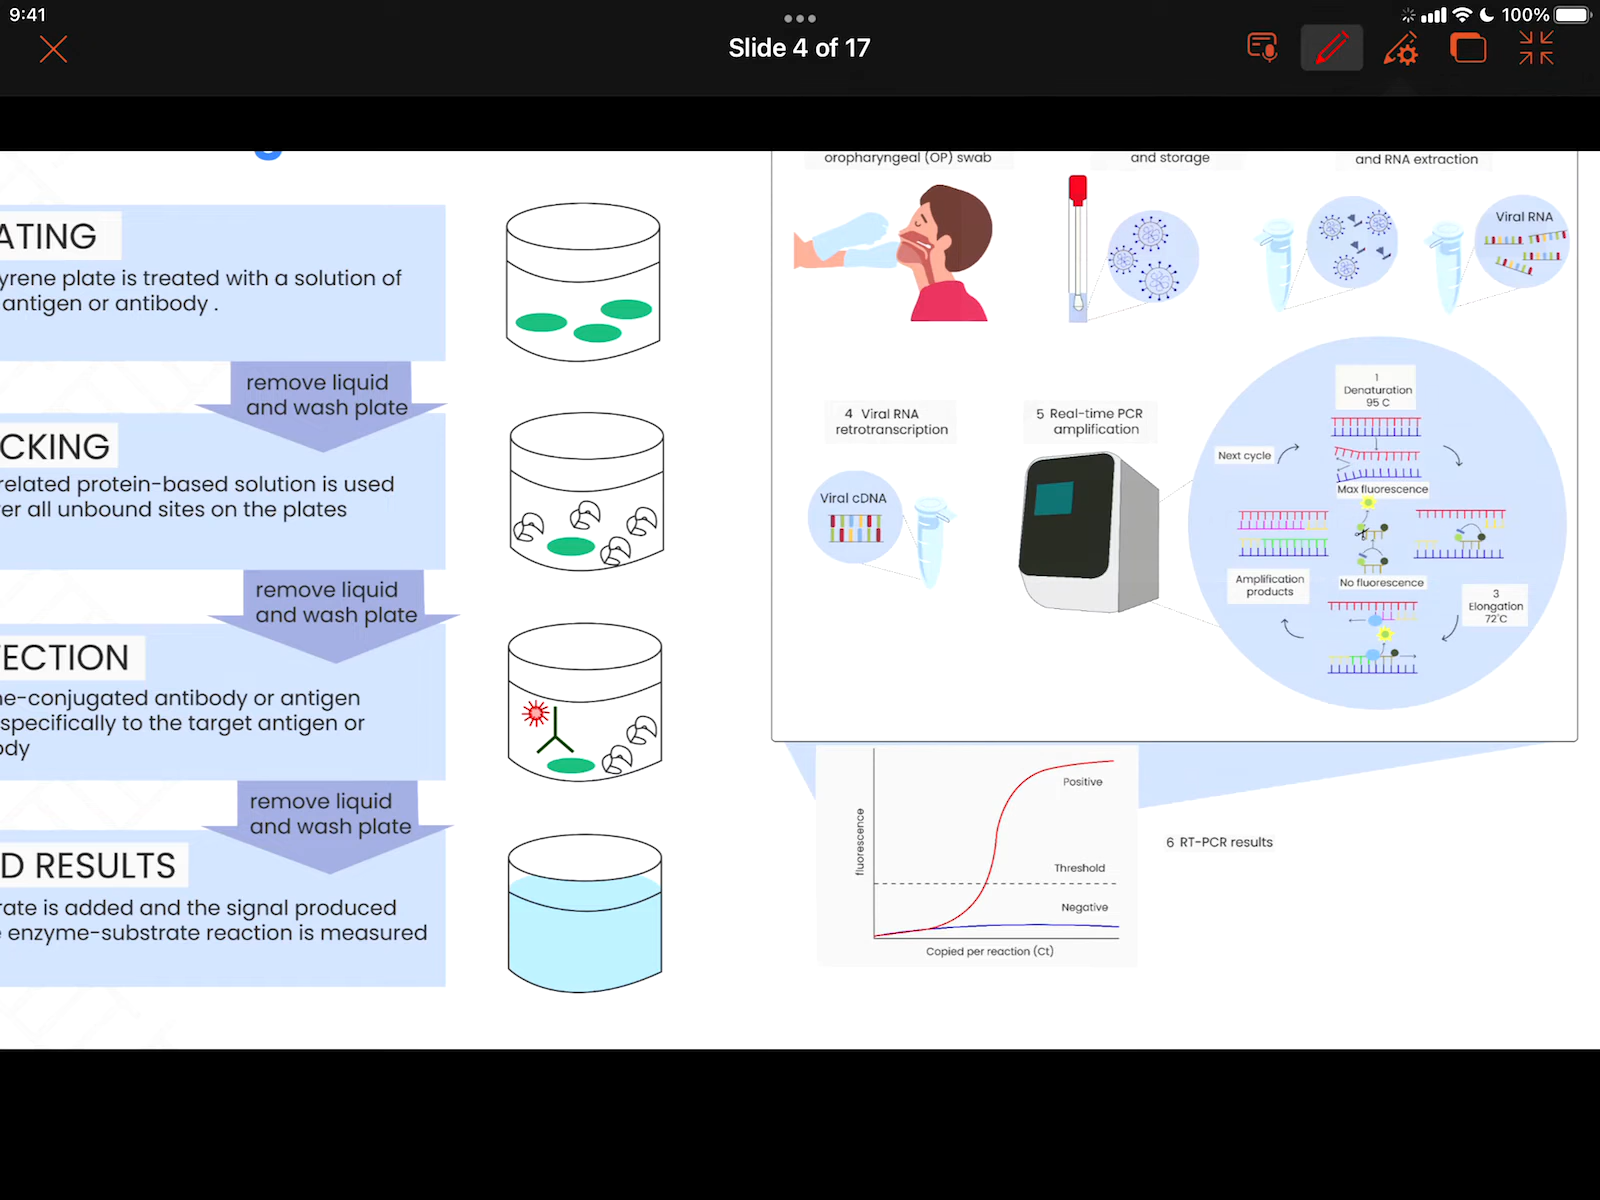 9:41
100%
Slide 4 of 17
ATING
yrene plate is treated with a solution of
antigen or antibody .
remove liquid
and wash plate
CKING
related protein-based solution is used
er all unbound sites on the plates
remove liquid
and wash plate
ECTION
e-conjugated antibody or antigen
specifically to the target antigen or
ody
remove liquid
and wash plate
D RESULTS
rate is added and the signal produced
e enzyme-substrate reaction is measured
oropharyngeal (OP) swab
and storage
and RNA extraction
Viral RNA
4 Viral RNA
retrotranscription
Viral cDNA
5 Real-time PCR
amplification
1
Denaturation
95 C
Next cycle
Max fluorescence
Amplification
products
No fluorescence
3
Elongation
72°C
fluorescence
Positive
Threshold
Negative
Copied per reaction (Ct)
6 RT-PCR results